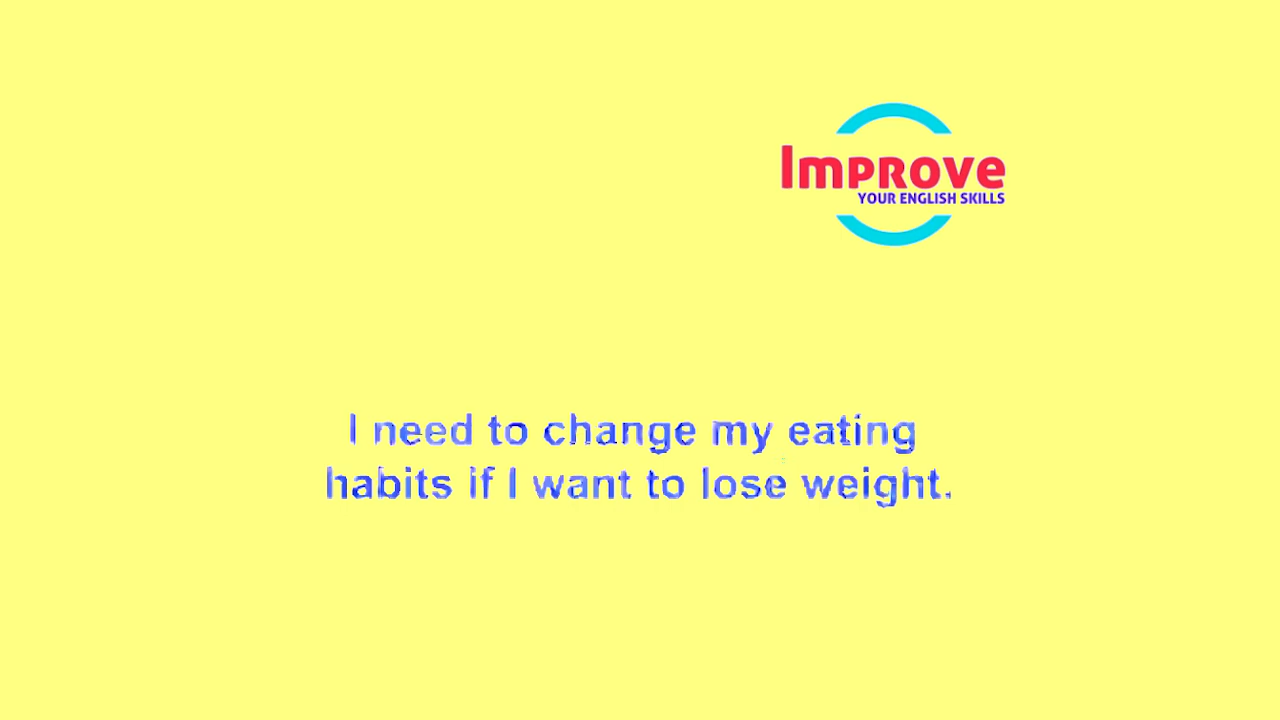 Improve
YOUR ENGLISH SKILLS
I need to change my eating
habits if I want to lose weight.